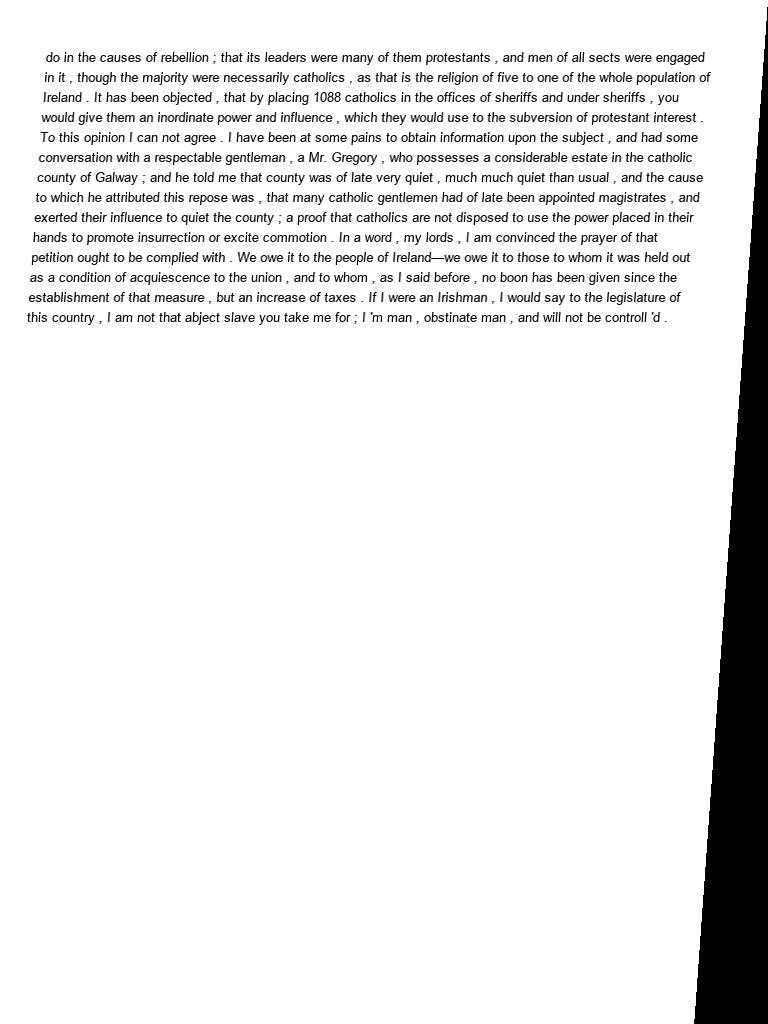 do in the causes of rebellion ; that its leaders were many of them protestants , and men of all sects were engaged
in it , though the majority were necessarily catholics , as that is the religion of five to one of the whole population of
Ireland . It has been objected , that by placing 1088 catholics in the offices of sheriffs and under sheriffs , you
would give them an inordinate power and influence , which they would use to the subversion of protestant interest .
To this opinion I can not agree . I have been at some pains to obtain information upon the subject , and had some
conversation with a respectable gentleman , a Mr. Gregory , who possesses a considerable estate in the catholic
county of Galway ; and he told me that county was of late very quiet , much much quiet than usual , and the cause
to which he attributed this repose was , that many catholic gentlemen had of late been appointed magistrates , and
exerted their influence to quiet the county ; a proof that catholics are not disposed to use the power placed in their
hands to promote insurrection or excite commotion . In a word , my lords , I am convinced the prayer of that
petition ought to be complied with . We owe it to the people of Ireland—we owe it to those to whom it was held out
as a condition of acquiescence to the union , and to whom , as I said before , no boon has been given since the
establishment of that measure , but an increase of taxes . If I were an Irishman , I would say to the legislature of
this country , I am not that abject slave you take me for ; I 'm man , obstinate man , and will not be controll 'd .